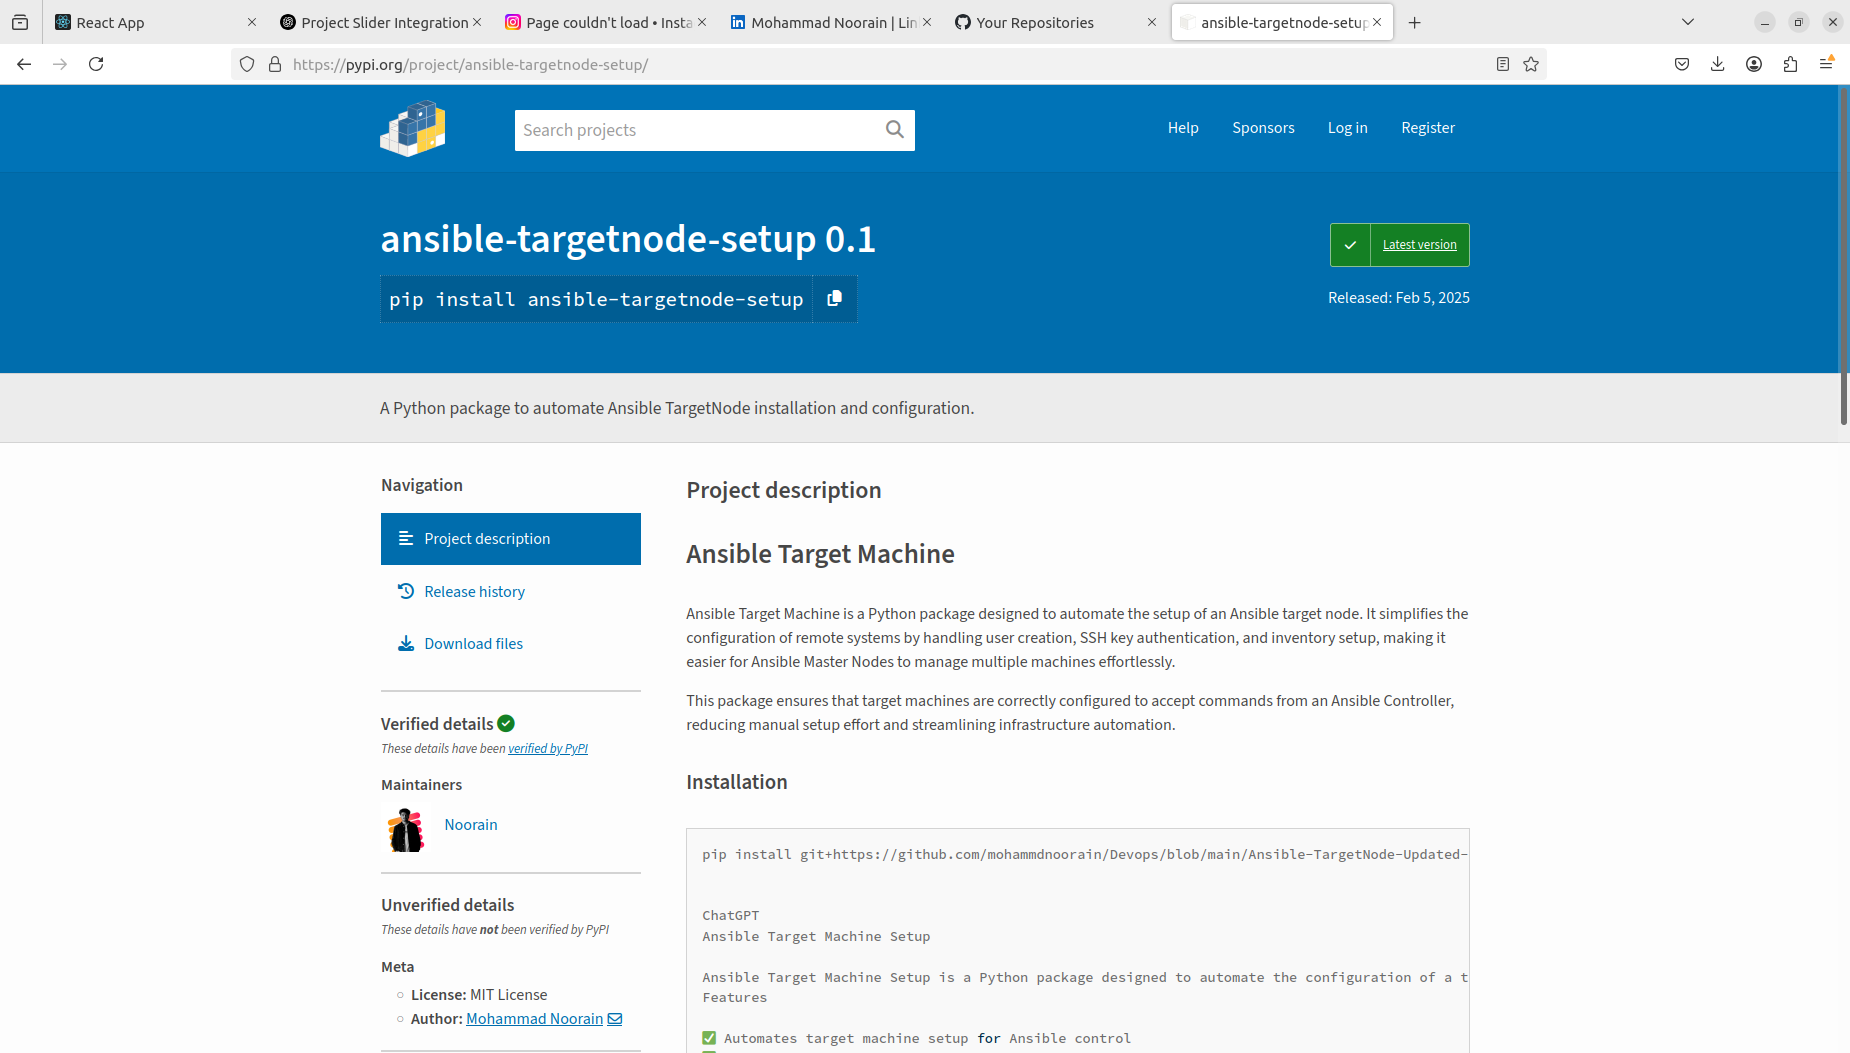 React App
Project Slider Integration
Page couldn't load • Insta
Mohammad Noorain | Lin
Your Repositories
ansible-targetnode-setup
https://pypi.org/project/ansible-targetnode-setup/
Search projects
Help
Sponsors
Log in
Register
ansible-targetnode-setup 0.1
Latest version
pip install ansible-targetnode-setup
Released: Feb 5, 2025
A Python package to automate Ansible TargetNode installation and configuration.
Navigation
Project description
Release history
Download files
Verified details
These details have been verified by PyPI
Maintainers
Noorain
Unverified details
These details have not been verified by PyPI
Meta
License: MIT License
Author: Mohammad Noorain
Project description
Ansible Target Machine
Ansible Target Machine is a Python package designed to automate the setup of an Ansible target node. It simplifies the
configuration of remote systems by handling user creation, SSH key authentication, and inventory setup, making it
easier for Ansible Master Nodes to manage multiple machines effortlessly.
This package ensures that target machines are correctly configured to accept commands from an Ansible Controller,
reducing manual setup effort and streamlining infrastructure automation.
Installation
pip install git+https://github.com/mohammdnoorain/Devops/blob/main/Ansible-TargetNode-Updated-
ChatGPT
Ansible Target Machine Setup
Ansible Target Machine Setup is a Python package designed to automate the configuration of a t
Features
✅ Automates target machine setup for Ansible control